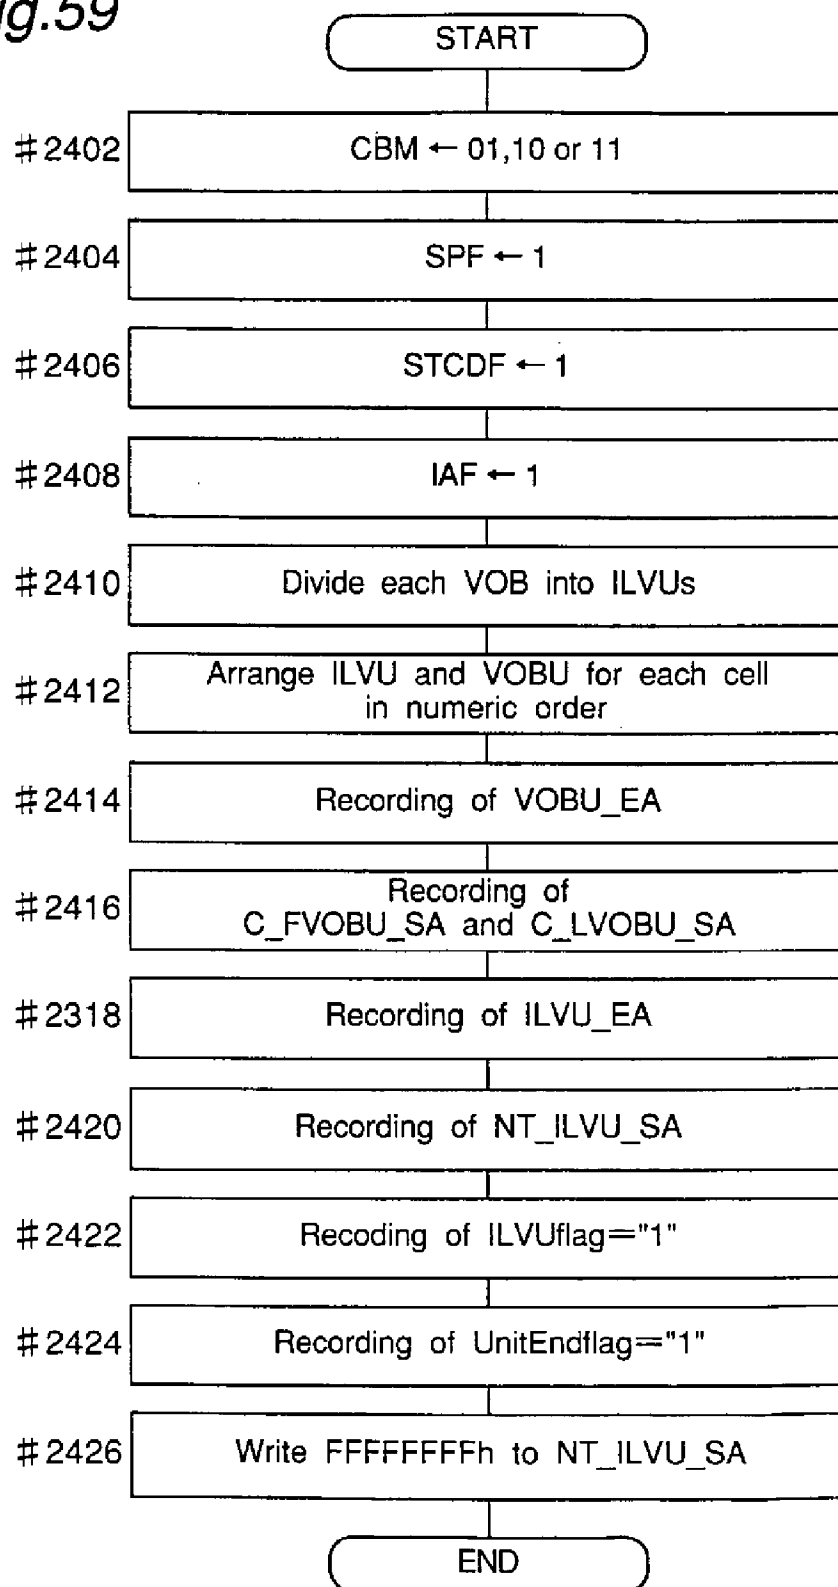 ig.59
START
#2402 CBM ← 01,10 or 11
#2404 SPF ← 1
#2406 STCDF ← 1
#2408 IAF ← 1
#2410 Divide each VOB into ILVUs
#2412 Arrange ILVU and VOBU for each cell
in numeric order
#2414 Recording of VOBU_EA
#2416 Recording of
C_FVOBU_SA and C_LVOBU_SA
#2318 Recording of ILVU_EA
#2420 Recording of NT_ILVU_SA
#2422 Recoding of ILVUflag="1"
#2424 Recording of UnitEndflag="1"
#2426 Write FFFFFFFFh to NT_ILVU_SA
END